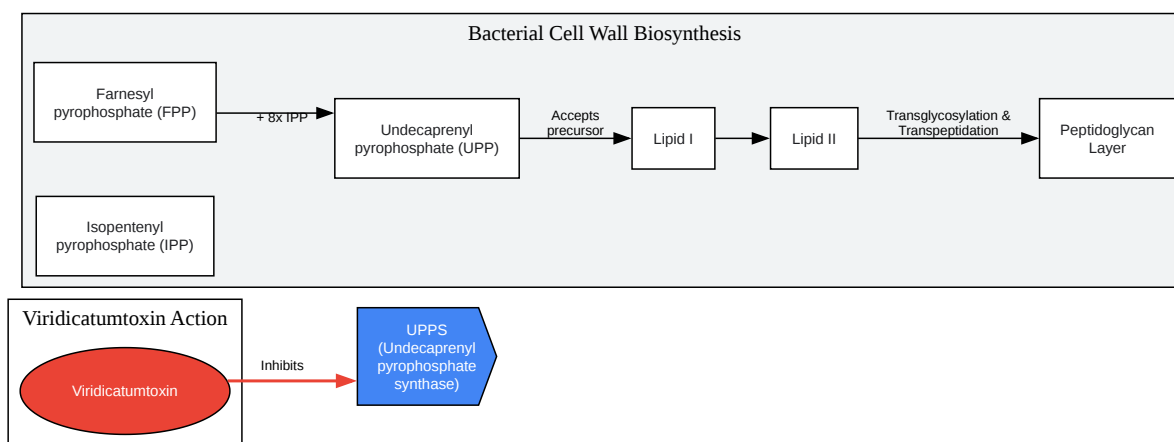 Bacterial Cell Wall Biosynthesis
Farnesyl
pyrophosphate (FPP)
+ 8x IPP
Undecaprenyl
pyrophosphate (UPP)
Accepts
precursor
Lipid I
Lipid II
Transglycosylation &
Transpeptidation
Peptidoglycan
Layer
Isopentenyl
pyrophosphate (IPP)
Viridicatumtoxin Action
Viridicatumtoxin
Inhibits
UPPS
(Undecaprenyl
pyrophosphate
synthase)